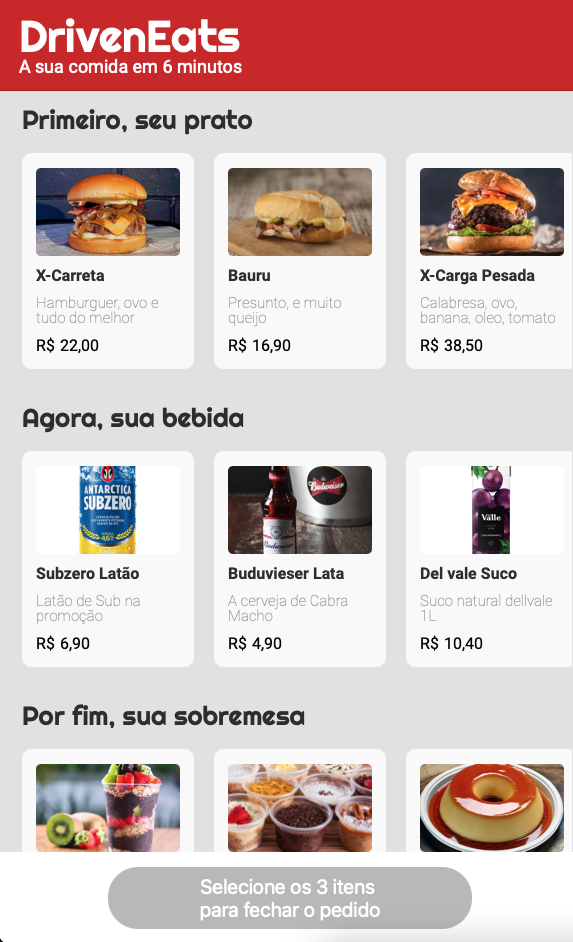 DrivenEats
A sua comida em 6 minutos
Primeiro, seu prato
X-Carreta
Hamburguer, ovo e
tudo do melhor
R$ 22,00
Bauru
Presunto, e muito
queijo
R$ 16,90
X-Carga Pesada
Calabresa, ovo,
banana, oleo, tomato
R$ 38,50
Agora, sua bebida
ANTARCTICA
SUBZERO
4,6%
Subzero Latão
Latão de Sub na
promoção
R$ 6,90
Budweiser
Budweiser
Buduvieser Lata
A cerveja de Cabra
Macho
R$ 4,90
Valle
Del vale Suco
Suco natural dellvale
1L
R$ 10,40
Por fim, sua sobremesa
Selecione os 3 itens
para fechar o pedido